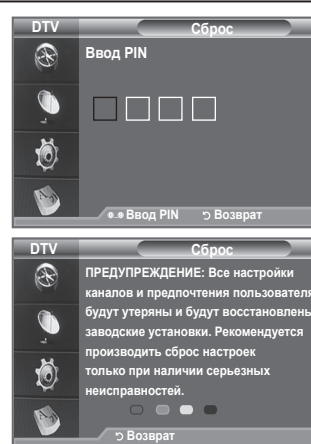 DTV
Сброс
Ввод PIN
Ввод PIN
Возврат
DTV
Сброс
ПРЕДУПРЕЖДЕНИЕ: Все настройки
каналов и предпочтения пользователя
будут утеряны и будут восстановлены
заводские установки. Рекомендуется
производить сброс настроек
только при наличии серьезных
неисправностей.
Возврат